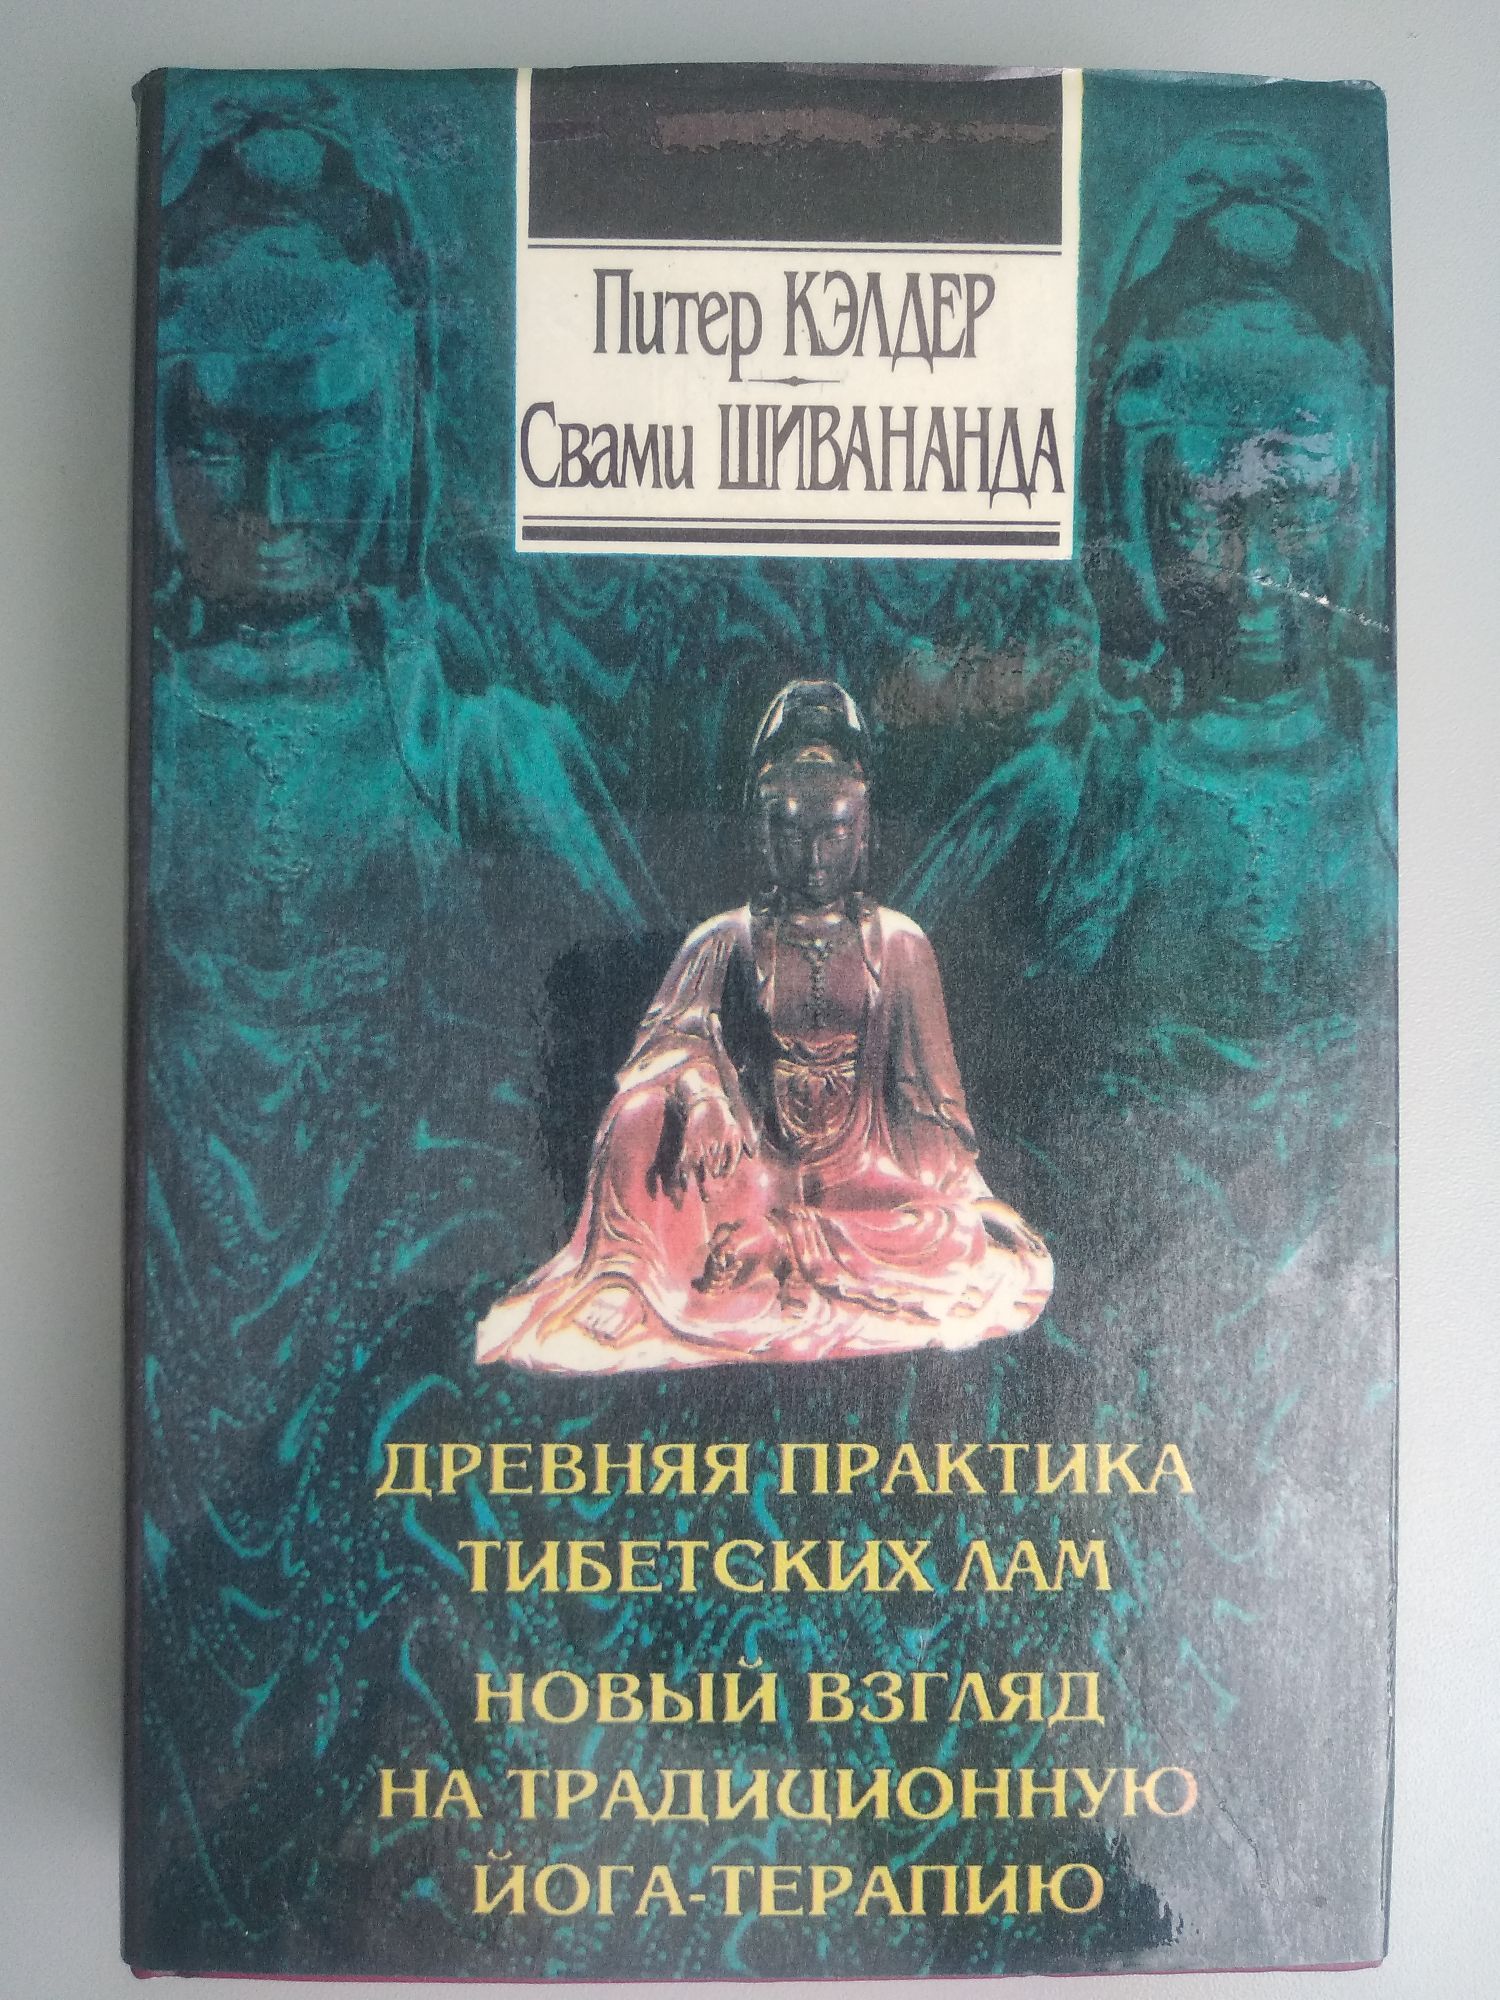 Питер КЭЛДЕР
Свами ШИВАНАНДА
ДРЕВНЯЯ ПРАКТИКА
ТИБЕТСКИХ ЛАМ
НОВЫЙ ВЗГЛЯД
НА ТРАДИЦИОННУЮ
ЙОГА-ТЕРАПИЮ